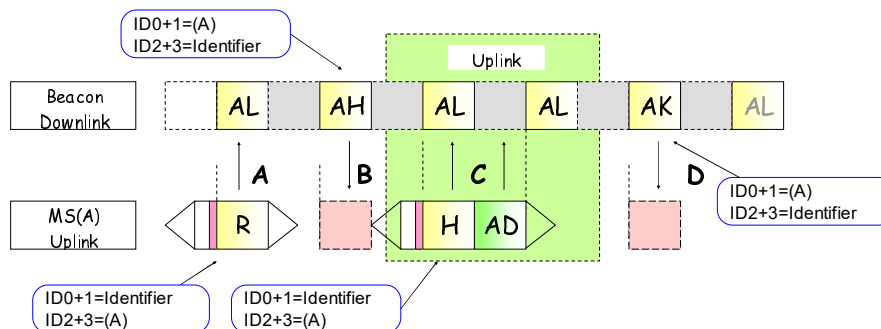 ID0+1=(A)
ID2+3=Identifier
Uplink
Beacon
Downlink
AL
AH
AL
AL
AK
AL
A
B
C
D
MS(A)
Uplink
R
H
AD
ID0+1=(A)
ID2+3=Identifier
ID0+1=Identifier
ID2+3=(A)
ID0+1=Identifier
ID2+3=(A)